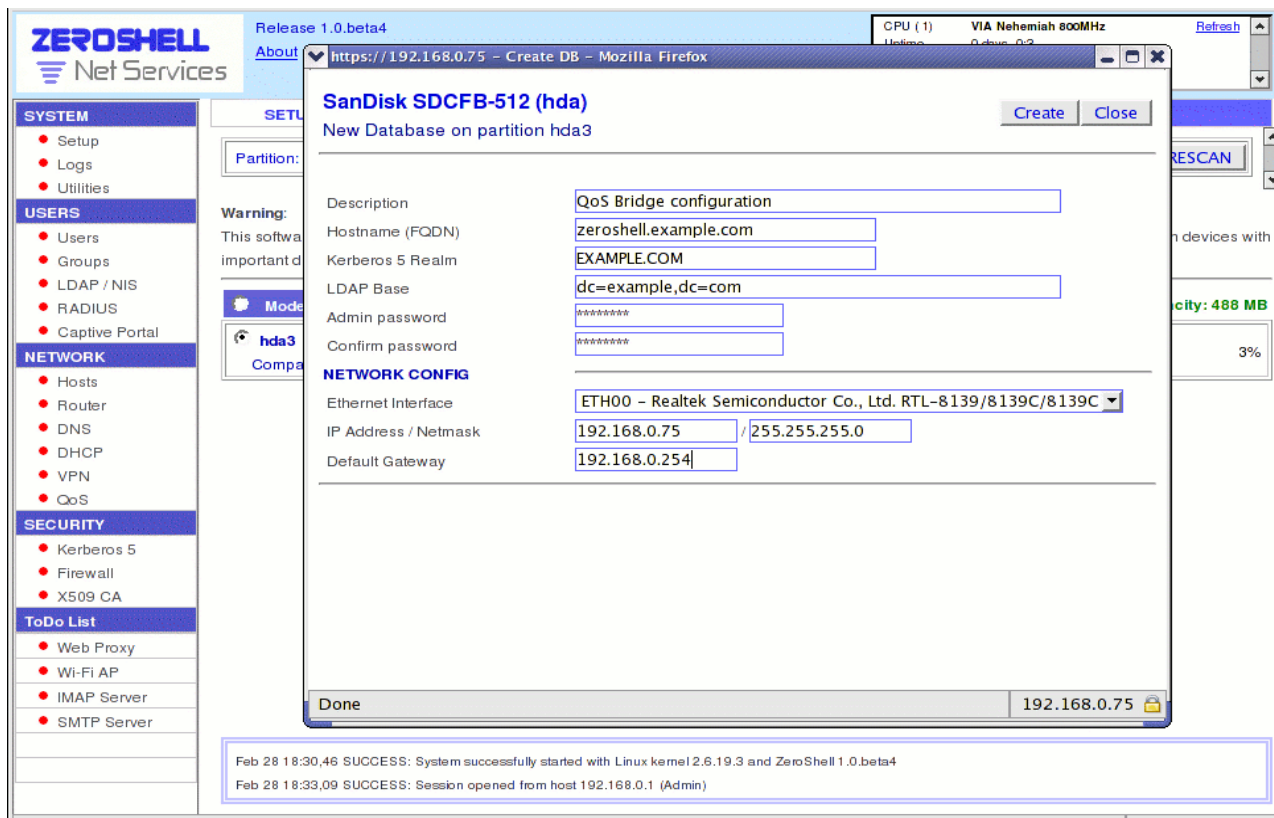 ZEROSHELL
Net Services
Release 1.0.beta4
About
CPU (1) VIA Nehemiah 800MHz Refresh
Uptime 0 days, 0:3
SYSTEM
Setup
Logs
Utilities
USERS
Users
Groups
LDAP / NIS
RADIUS
Captive Portal
NETWORK
Hosts
Router
DNS
DHCP
VPN
QoS
SECURITY
Kerberos 5
Firewall
X509 CA
ToDo List
Web Proxy
Wi-Fi AP
IMAP Server
SMTP Server
SETU
Partition:
RESCAN
Warning:
This softwa
n devices with
important d
Mode
city: 488 MB
hda3
Compa
3%
https://192.168.0.75 - Create DB - Mozilla Firefox
SanDisk SDCFB-512 (hda)
New Database on partition hda3
Create Close
Description QoS Bridge configuration
Hostname (FQDN) zeroshell.example.com
Kerberos 5 Realm EXAMPLE.COM
LDAP Base dc=example,dc=com
Admin password ********
Confirm password ********
NETWORK CONFIG
Ethernet Interface ETH00 - Realtek Semiconductor Co., Ltd. RTL-8139/8139C/8139C
IP Address / Netmask 192.168.0.75 / 255.255.255.0
Default Gateway 192.168.0.254
Done 192.168.0.75
Feb 28 18:30,46 SUCCESS: System successfully started with Linux kernel 2.6.19.3 and ZeroShell 1.0.beta4
Feb 28 18:33,09 SUCCESS: Session opened from host 192.168.0.1 (Admin)